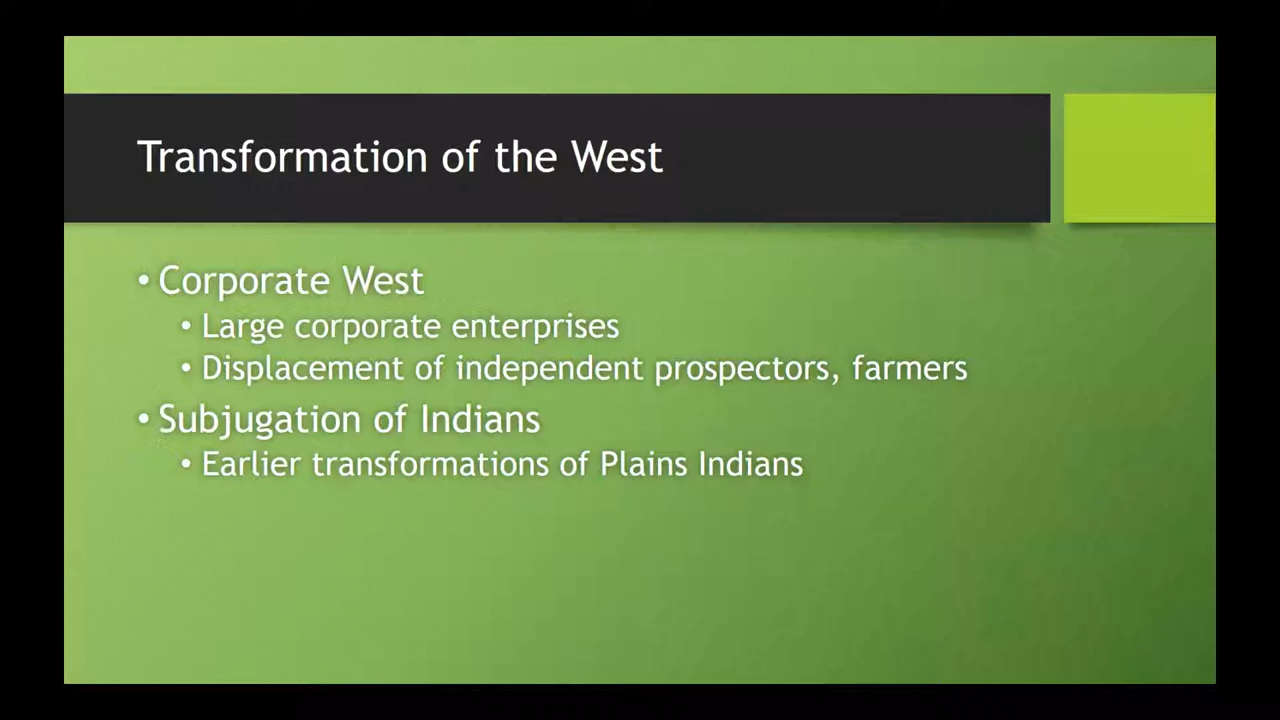 Transformation of the West
• Corporate West
• Large corporate enterprises
• Displacement of independent prospectors, farmers
• Subjugation of Indians
• Earlier transformations of Plains Indians